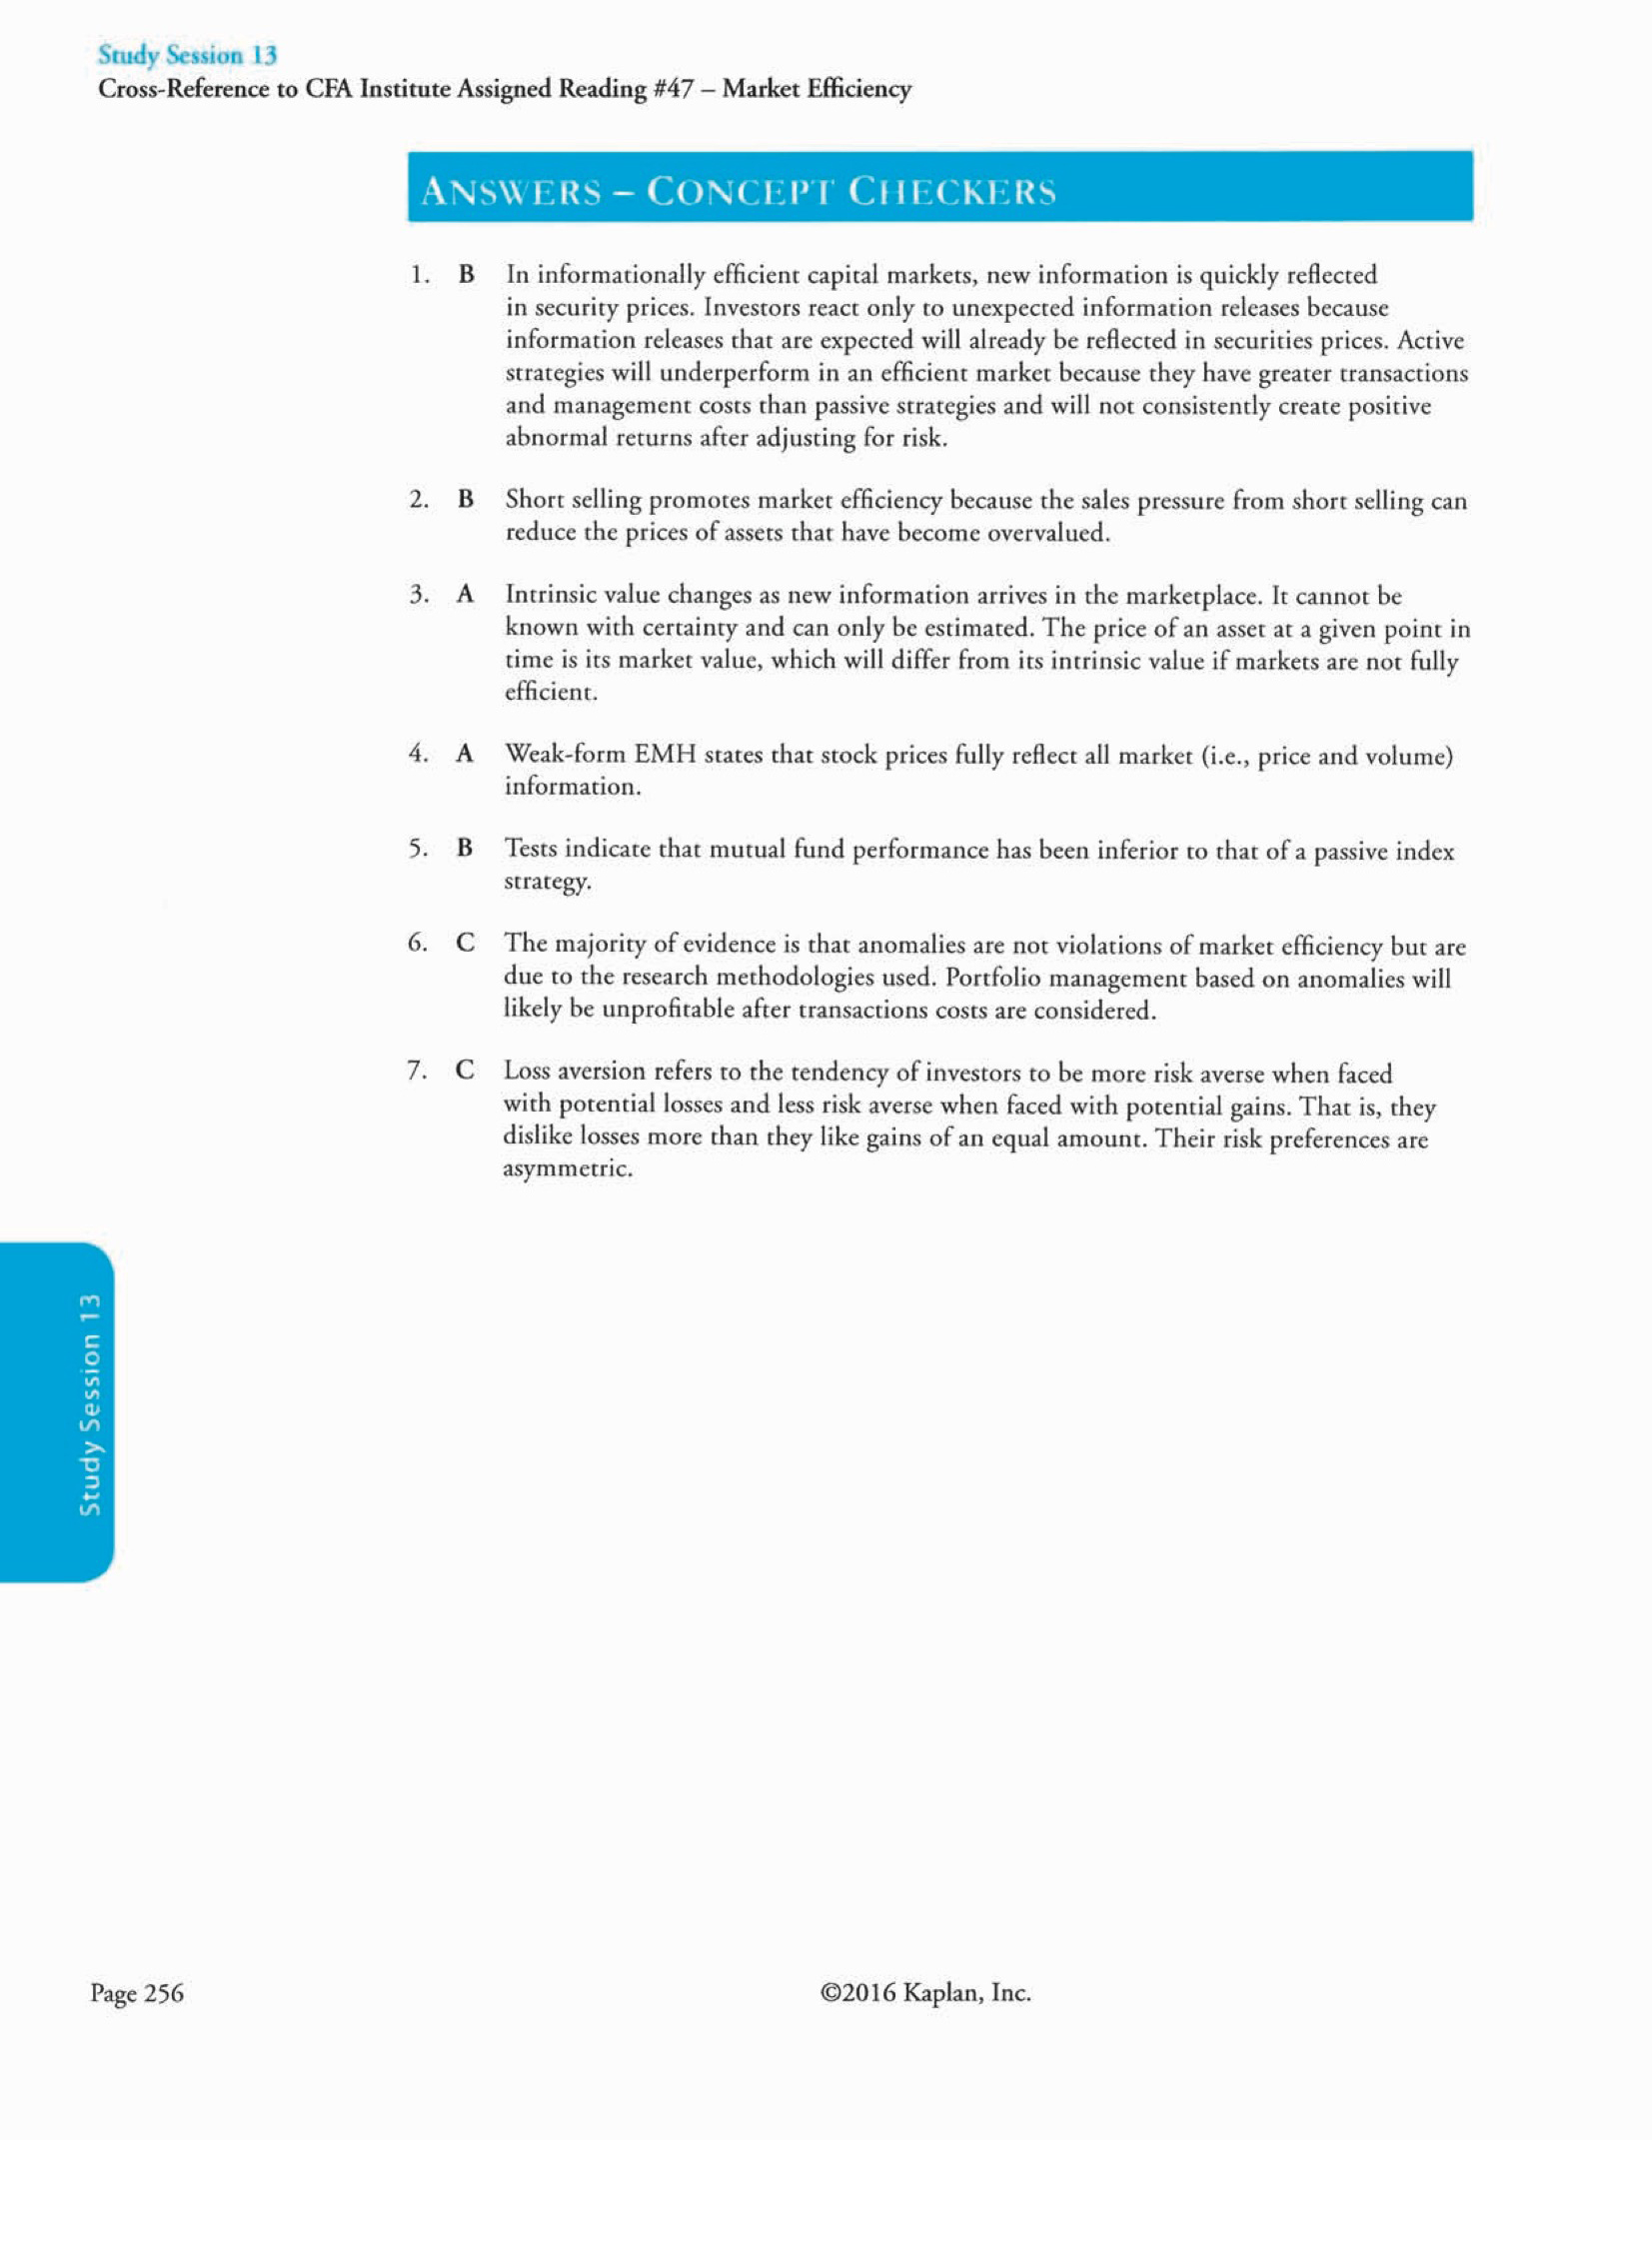 Study Session 13
Cross-Reference to CFA Institute Assigned Reading #47 – Market Efficiency
ANSWERS – CONCEPT CHECKERS
1. B In informationally efficient capital markets, new information is quickly reflected
in security prices. Investors react only to unexpected information releases because
information releases that are expected will already be reflected in securities prices. Active
strategies will underperform in an efficient market because they have greater transactions
and management costs than passive strategies and will not consistently create positive
abnormal returns after adjusting for risk.
2. B Short selling promotes market efficiency because the sales pressure from short selling can
reduce the prices of assets that have become overvalued.
3. A Intrinsic value changes as new information arrives in the marketplace. It cannot be
known with certainty and can only be estimated. The price of an asset at a given point in
time is its market value, which will differ from its intrinsic value if markets are not fully
efficient.
4. A Weak-form EMH states that stock prices fully reflect all market (i.e., price and volume)
information.
5. B Tests indicate that mutual fund performance has been inferior to that of a passive index
strategy.
6. C The majority of evidence is that anomalies are not violations of market efficiency but are
due to the research methodologies used. Portfolio management based on anomalies will
likely be unprofitable after transactions costs are considered.
7. C Loss aversion refers to the tendency of investors to be more risk averse when faced
with potential losses and less risk averse when faced with potential gains. That is, they
dislike losses more than they like gains of an equal amount. Their risk preferences are
asymmetric.
Study Session 13
Page 256
©2016 Kaplan, Inc.